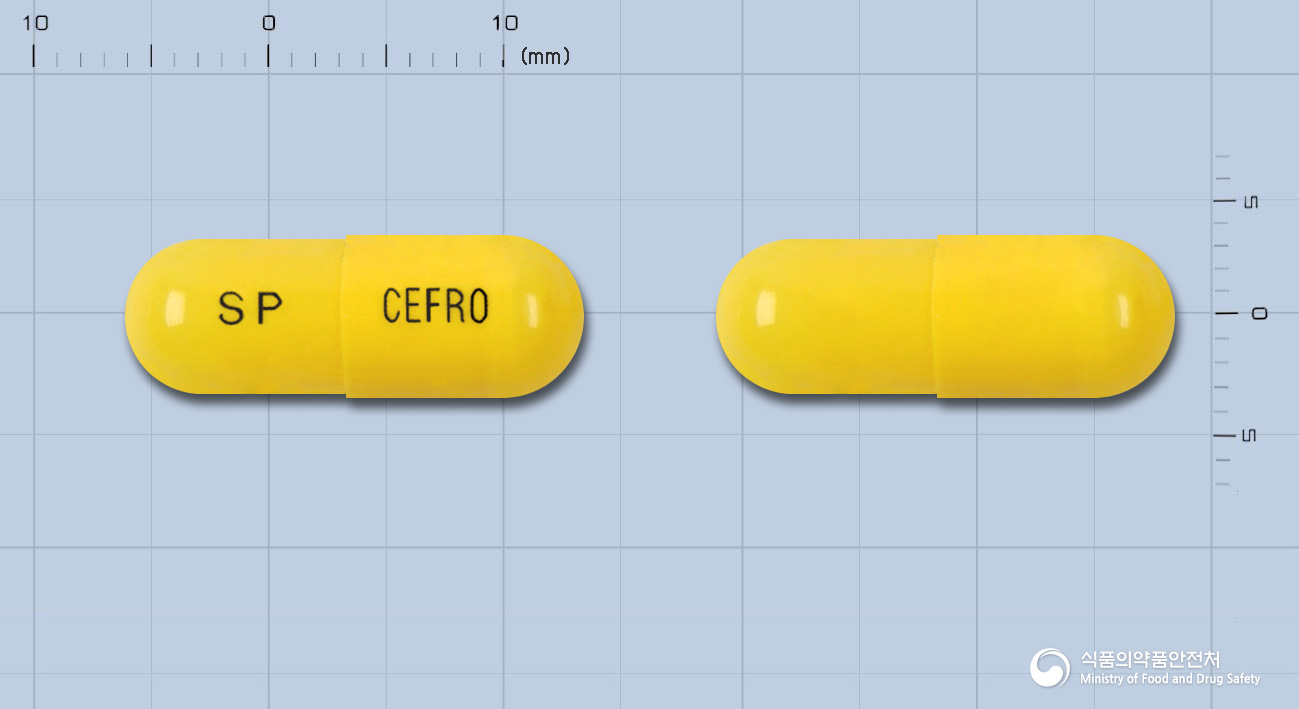 10 0 10
(mm)
SP CEFRO
5
0
5
식품의약품안전처
Ministry of Food and Drug Safety